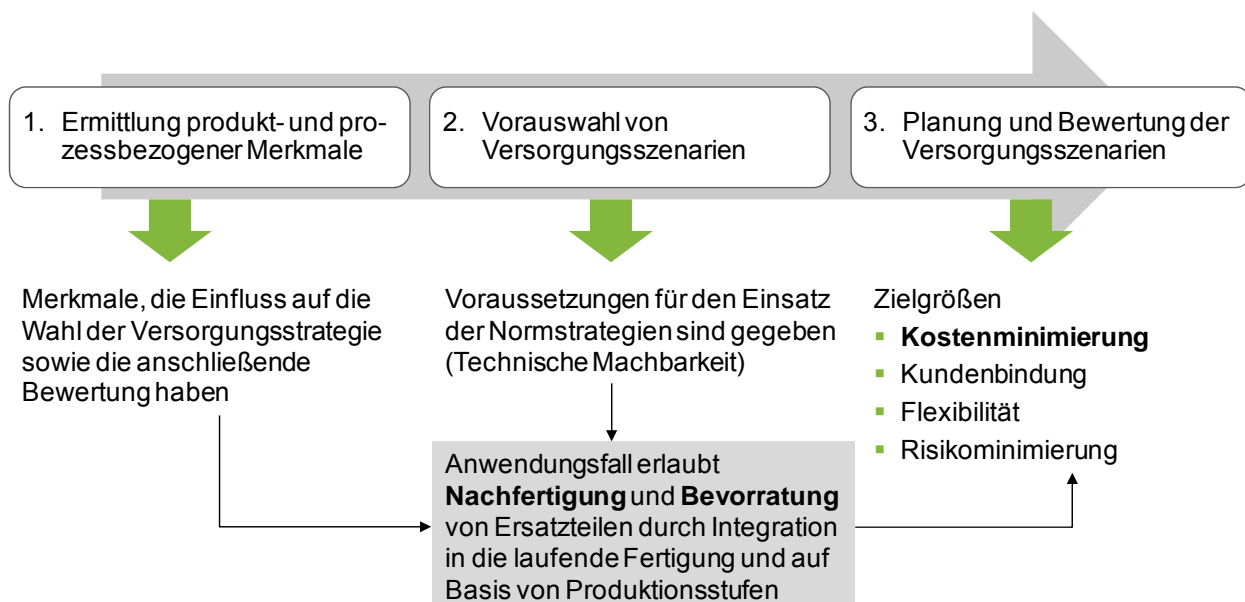 1. Ermittlung produkt- und pro-
zessbezogener Merkmale
2. Vorauswahl von
Versorgungsszenarien
3. Planung und Bewertung der
Versorgungsszenarien
Merkmale, die Einfluss auf die
Wahl der Versorgungsstrategie
sowie die anschließende
Bewertung haben
Voraussetzungen für den Einsatz
der Normstrategien sind gegeben
(Technische Machbarkeit)
Zielgrößen
▪ Kostenminimierung
▪ Kundenbindung
▪ Flexibilität
▪ Risikominimierung
Anwendungsfall erlaubt
Nachfertigung und Bevorratung
von Ersatzteilen durch Integration
in die laufende Fertigung und auf
Basis von Produktionsstufen